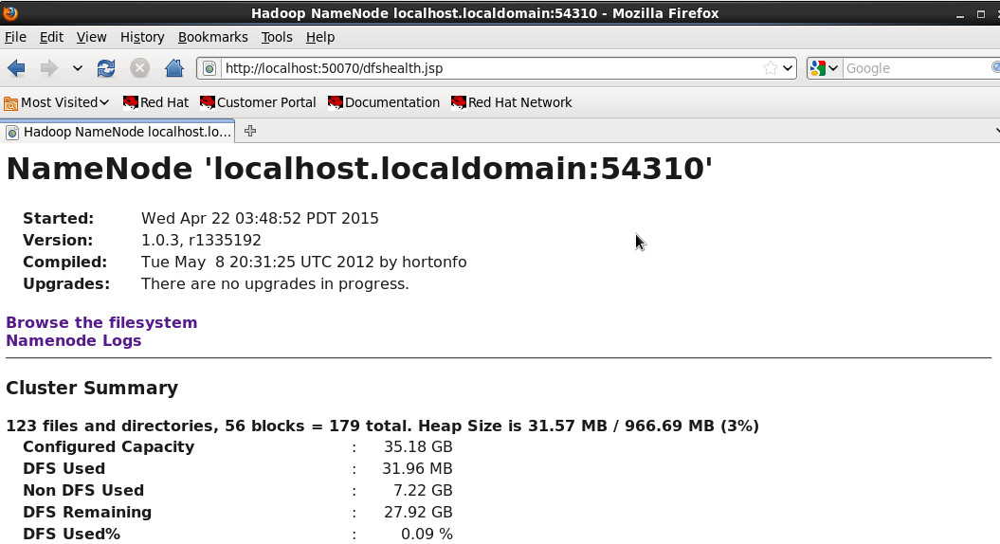 Hadoop NameNode localhost.localdomain:54310 - Mozilla Firefox
File Edit View History Bookmarks Tools Help
http://localhost:50070/dfshealth.jsp Google
Most Visited Red Hat Customer Portal Documentation Red Hat Network
Hadoop NameNode localhost.lo...
NameNode 'localhost.localdomain:54310'
Started: Wed Apr 22 03:48:52 PDT 2015
Version: 1.0.3, r1335192
Compiled: Tue May 8 20:31:25 UTC 2012 by hortonfo
Upgrades: There are no upgrades in progress.
Browse the filesystem
Namenode Logs
Cluster Summary
123 files and directories, 56 blocks = 179 total. Heap Size is 31.57 MB / 966.69 MB (3%)
Configured Capacity : 35.18 GB
DFS Used : 31.96 MB
Non DFS Used : 7.22 GB
DFS Remaining : 27.92 GB
DFS Used% : 0.09 %